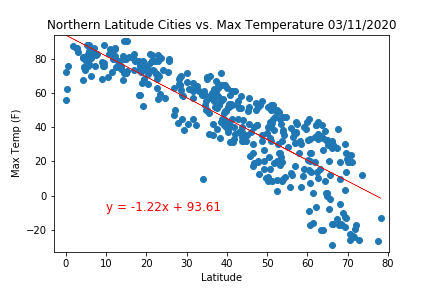 Northern Latitude Cities vs. Max Temperature 03/11/2020
Max Temp (F)
80
60
40
20
0
−20
y = -1.22x + 93.61
0 10 20 30 40 50 60 70 80
Latitude